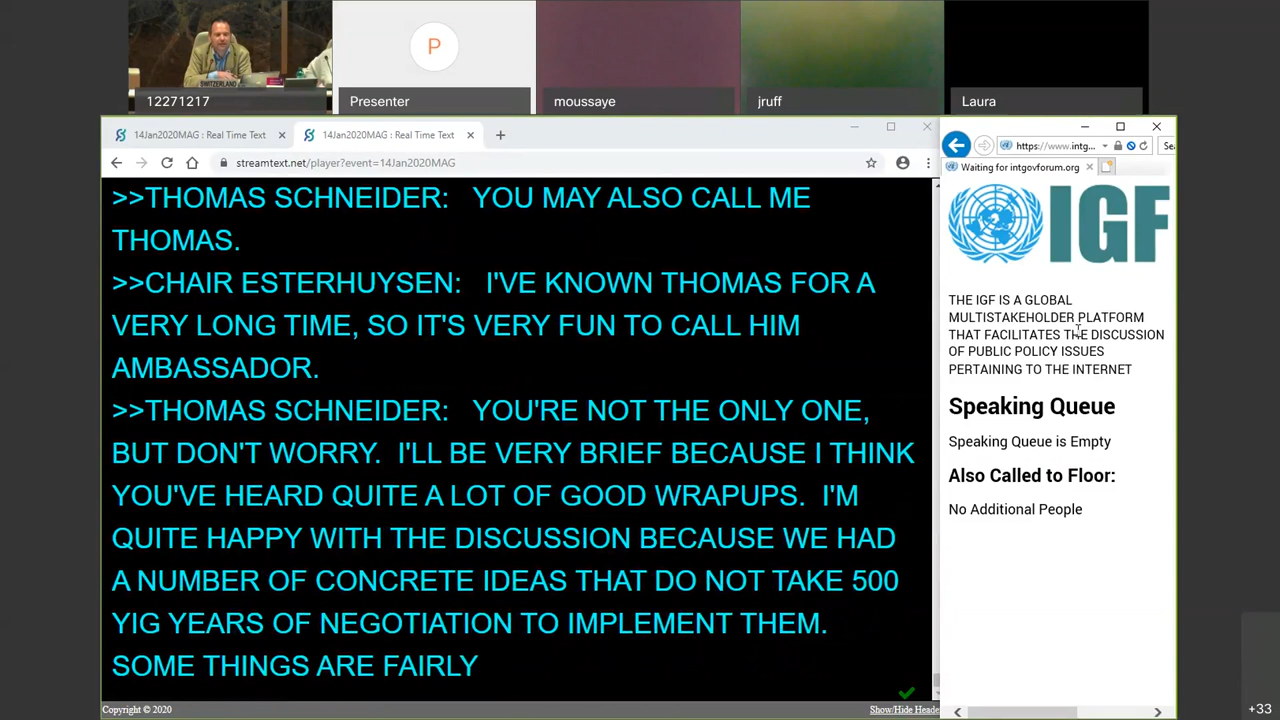 SWITZERLAND
P
12271217
Presenter
moussaye
jruff
Laura
14Jan2020MAG : Real Time Text
14Jan2020MAG : Real Time Text
streamtext.net/player?event=14Jan2020MAG
https://www.intg...
Sea
Waiting for intgovforum.org
>>THOMAS SCHNEIDER: YOU MAY ALSO CALL ME
THOMAS.
>>CHAIR ESTERHUYSEN: I'VE KNOWN THOMAS FOR A
VERY LONG TIME, SO IT'S VERY FUN TO CALL HIM
AMBASSADOR.
>>THOMAS SCHNEIDER: YOU'RE NOT THE ONLY ONE,
BUT DON'T WORRY. I'LL BE VERY BRIEF BECAUSE I THINK
YOU'VE HEARD QUITE A LOT OF GOOD WRAPUPS. I'M
QUITE HAPPY WITH THE DISCUSSION BECAUSE WE HAD
A NUMBER OF CONCRETE IDEAS THAT DO NOT TAKE 500
YIG YEARS OF NEGOTIATION TO IMPLEMENT THEM.
SOME THINGS ARE FAIRLY
Copyright © 2020
Show/Hide Heade
IGF
THE IGF IS A GLOBAL
MULTISTAKEHOLDER PLATFORM
THAT FACILITATES THE DISCUSSION
OF PUBLIC POLICY ISSUES
PERTAINING TO THE INTERNET
Speaking Queue
Speaking Queue is Empty
Also Called to Floor:
No Additional People
+33